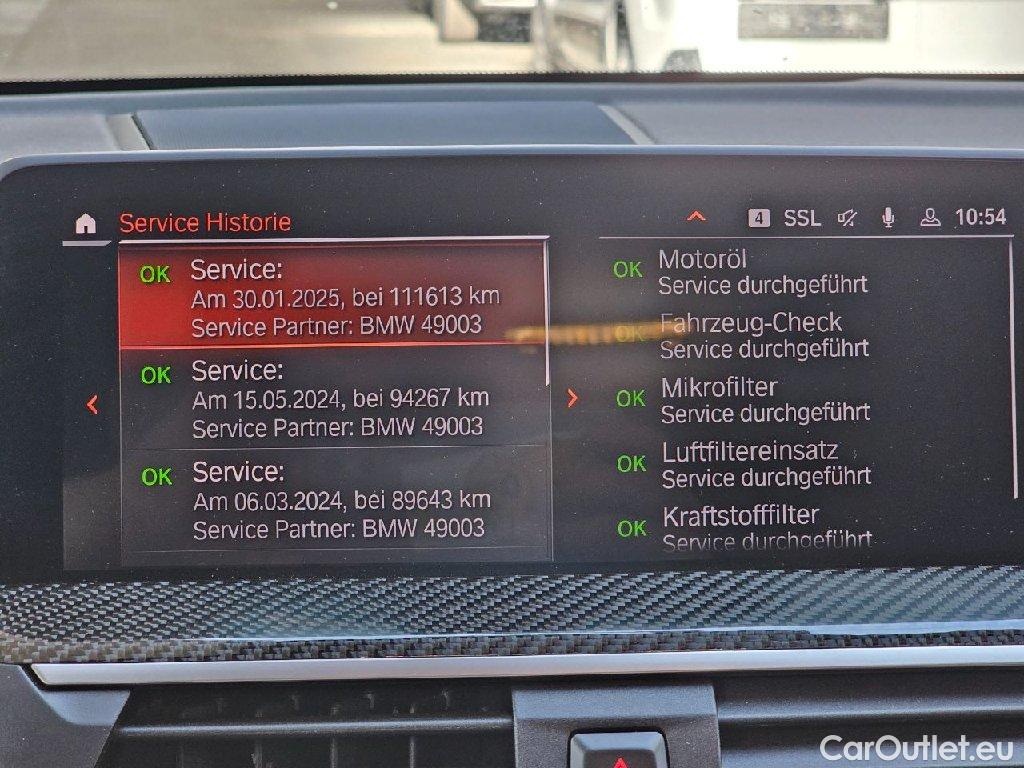 Service Historie
4 SSL 10:54
OK Service:
Am 30.01.2025, bei 111613 km
Service Partner: BMW 49003
OK Service:
Am 15.05.2024, bei 94267 km
Service Partner: BMW 49003
OK Service:
Am 06.03.2024, bei 89643 km
Service Partner: BMW 49003
OK Motoröl
Service durchgeführt
OK Fahrzeug-Check
Service durchgeführt
OK Mikrofilter
Service durchgeführt
OK Luftfiltereinsatz
Service durchgeführt
OK Kraftstofffilter
Service durchgeführt
CarOutlet.eu